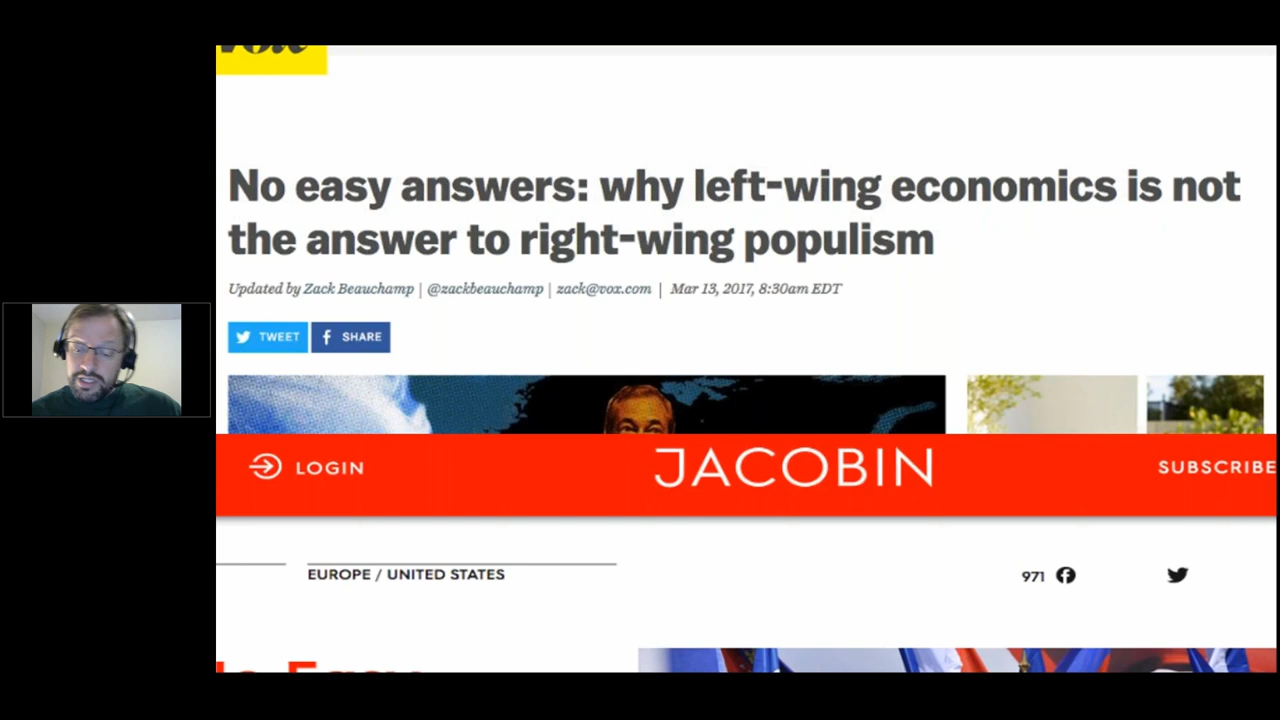 Vox
No easy answers: why left-wing economics is not
the answer to right-wing populism
Updated by Zack Beauchamp | @zackbeauchamp | zack@vox.com | Mar 13, 2017, 8:30am EDT
TWEET SHARE
LOGIN JACOBIN SUBSCRIBE
EUROPE / UNITED STATES 971